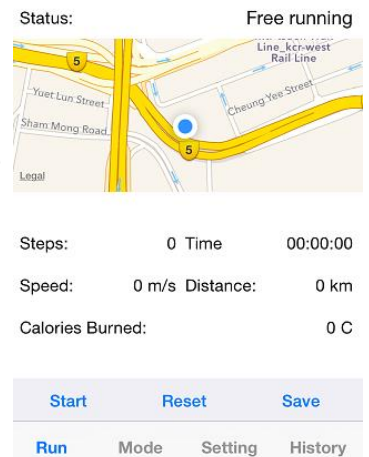 Status: Free running
Line_kcr-west
Rail Line
5
Yuet Lun Street
Cheung Yee Street
Sham Mong Road
5
Legal
Steps: 0 Time 00:00:00
Speed: 0 m/s Distance: 0 km
Calories Burned: 0 C
Start Reset Save
Run Mode Setting History